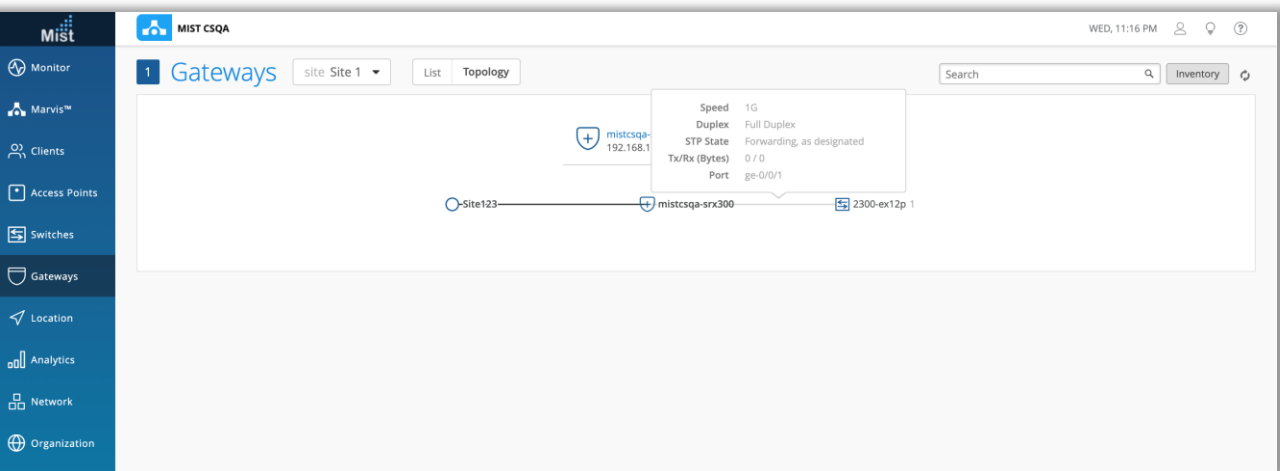 Mist
MIST CSQA
WED, 11:16 PM
?
Monitor
Marvis™
Clients
Access Points
Switches
Gateways
Location
Analytics
Network
Organization
1 Gateways site Site 1 List Topology
Search Inventory
mistcsqa-
192.168.1
Speed 1G
Duplex Full Duplex
STP State Forwarding, as designated
Tx/Rx (Bytes) 0 / 0
Port ge-0/0/1
Site123 mistcsqa-srx300 2300-ex12p 1